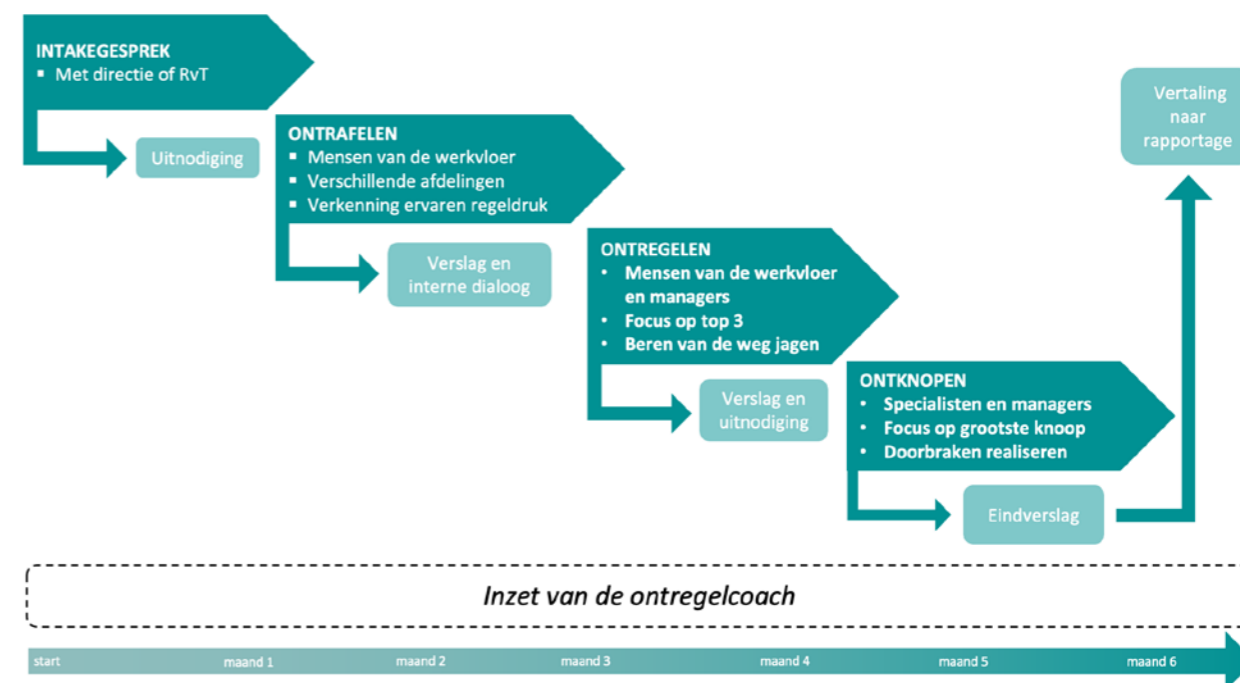 INTAKEGESPREK
▪ Met directie of RvT
Uitnodiging
ONTRAFELEN
▪ Mensen van de werkvloer
▪ Verschillende afdelingen
▪ Verkenning ervaren regeldruk
Verslag en
interne dialoog
ONTREGELEN
• Mensen van de werkvloer
en managers
• Focus op top 3
• Beren van de weg jagen
Verslag en
uitnodiging
ONTKNOPEN
• Specialisten en managers
• Focus op grootste knoop
• Doorbraken realiseren
Eindverslag
Vertaling
naar
rapportage
Inzet van de ontregelcoach
start maand 1 maand 2 maand 3 maand 4 maand 5 maand 6